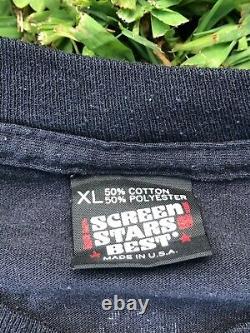 XL 50% COTTON
50% POLYESTER
SCREEN
STARS
BEST
MADE IN U.S.A.